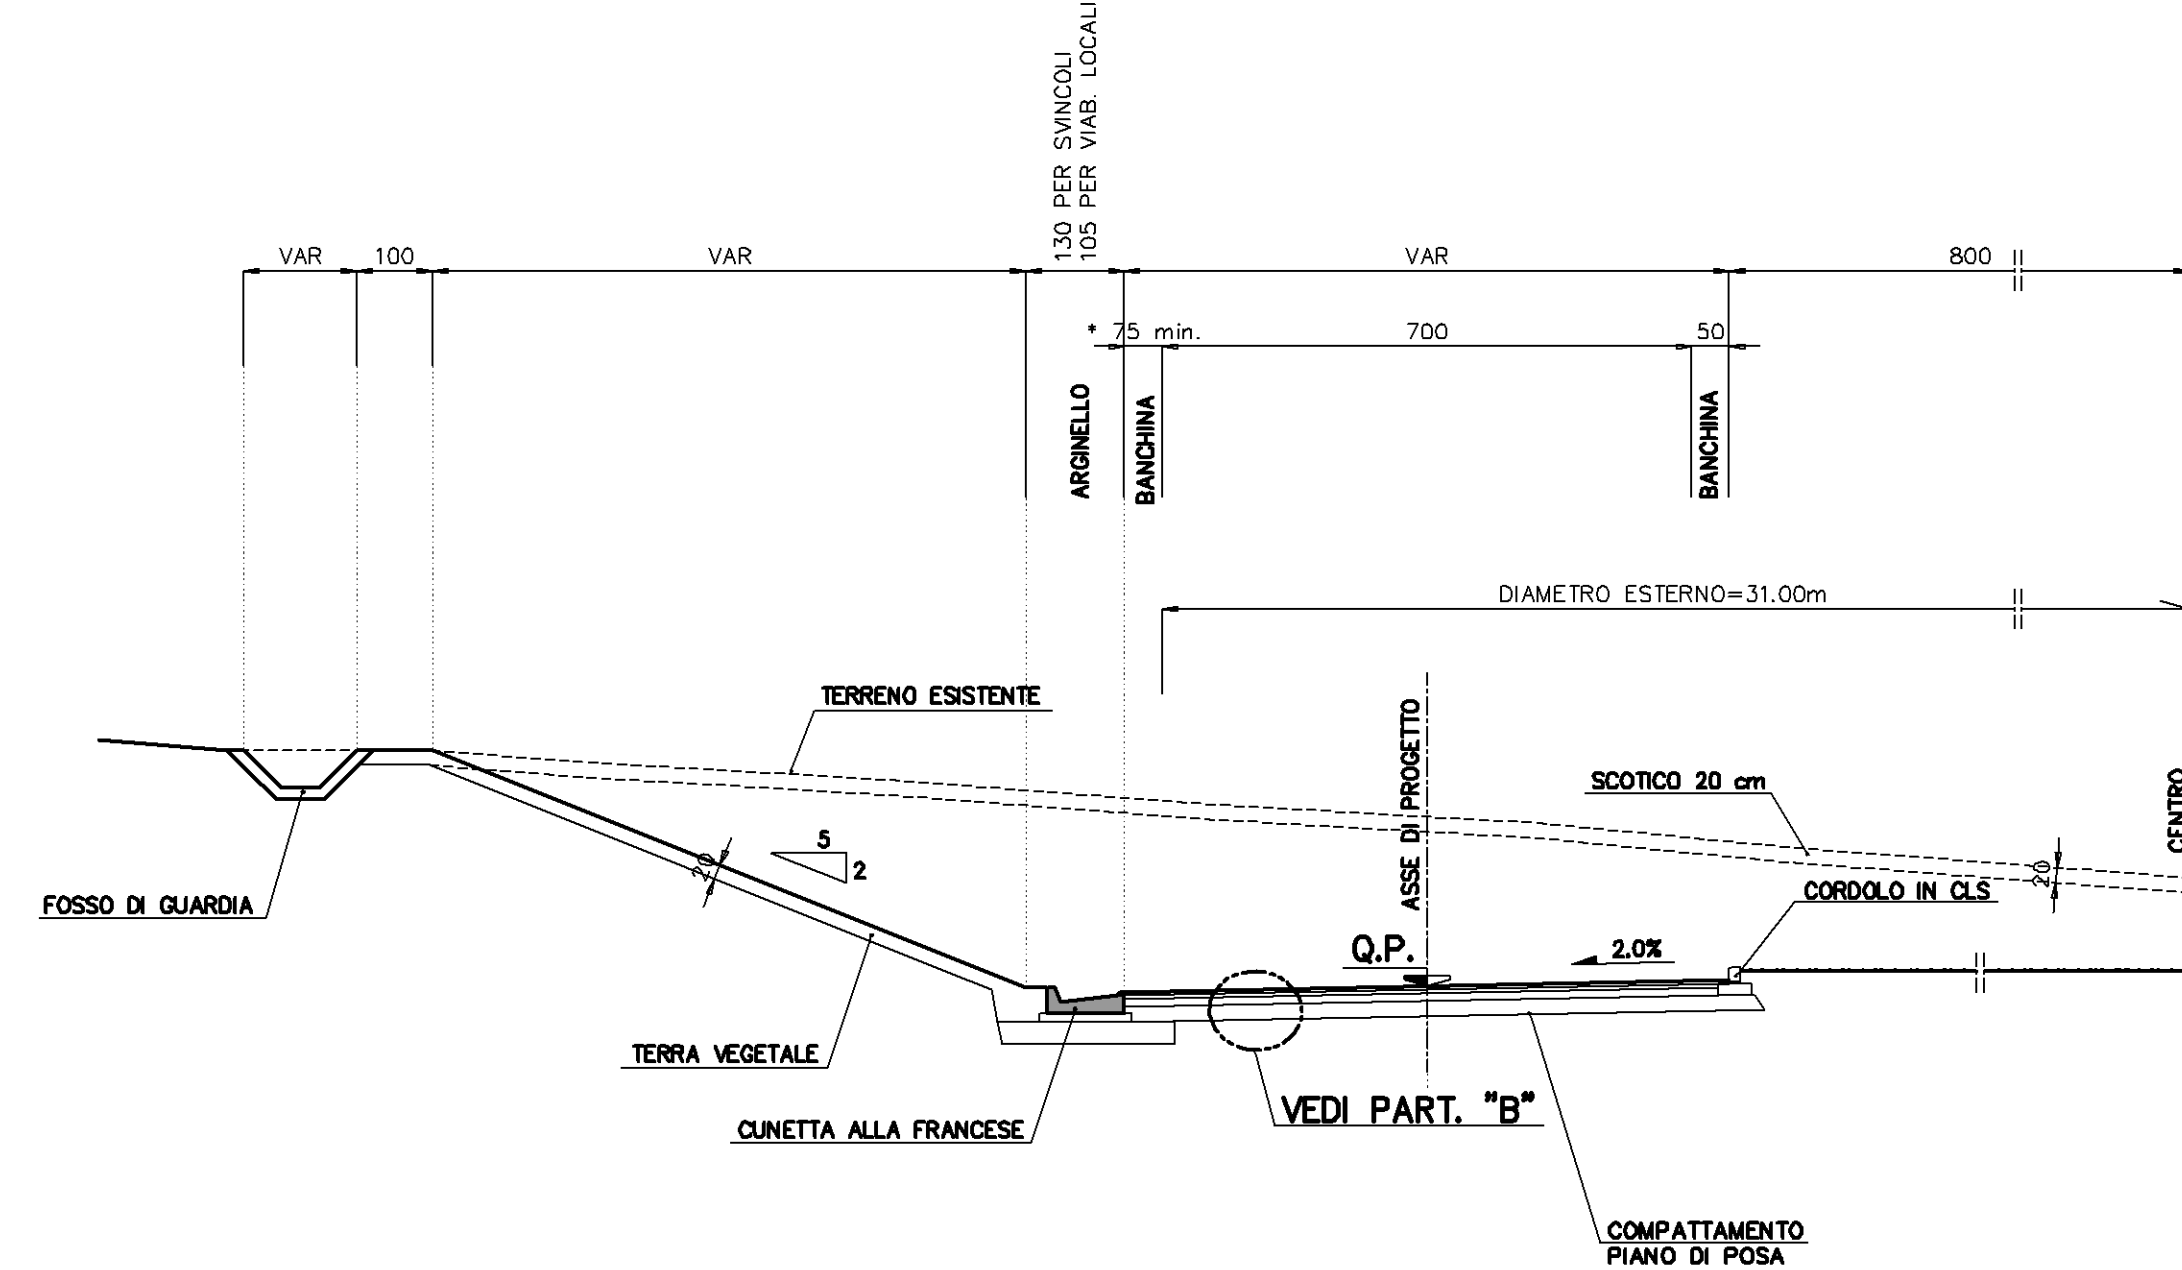 130 PER SVINCOLI
105 PER VIAB. LOCALI
VAR
100
VAR
VAR
800
* 75 min.
700
50
ARGINELLO
BANCHINA
BANCHINA
DIAMETRO ESTERNO=31.00m
TERRENO ESISTENTE
ASSE DI PROGETTO
SCOTICO 20 cm
CENTRO
5
2
20
20
FOSSO DI GUARDIA
CORDOLO IN CLS
Q.P.
2.0%
TERRA VEGETALE
VEDI PART. "B"
CUNETTA ALLA FRANCESE
COMPATTAMENTO
PIANO DI POSA